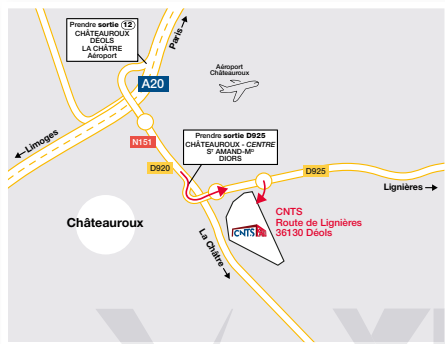 Prendre sortie 12
CHÂTEAUROUX
DÉOLS
LA CHÂTRE
Aéroport
Paris
Aéroport
Châteauroux
A20
Limoges
N151
Prendre sortie D925
CHÂTEAUROUX - CENTRE
Sᵗ AMAND-Mᴰ
DIORS
D920
D925
Lignières
Châteauroux
CNTS
CNTS
Route de Lignières
36130 Déols
La Châtre